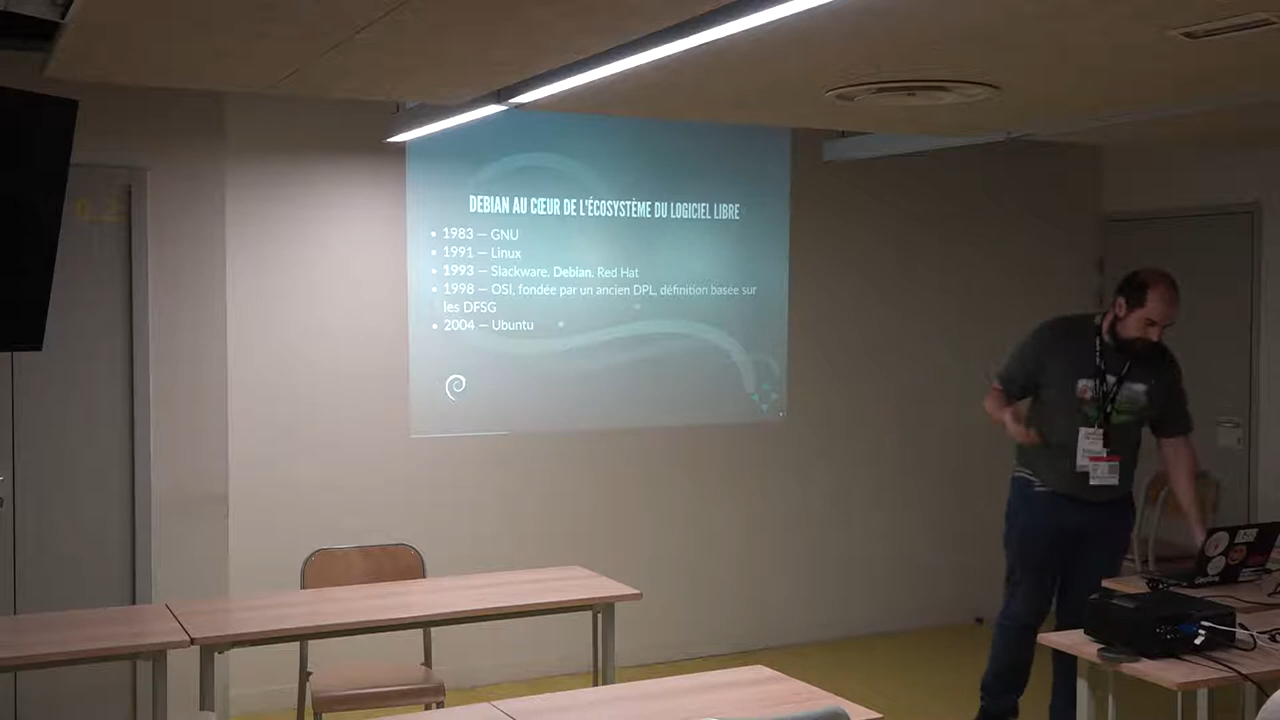 DEBIAN AU CŒUR DE L'ÉCOSYSTÈME DU LOGICIEL LIBRE
• 1983 — GNU
• 1991 — Linux
• 1993 — Slackware, Debian, Red Hat
• 1998 — OSI, fondée par un ancien DPL, définition basée sur
les DFSG
• 2004 — Ubuntu